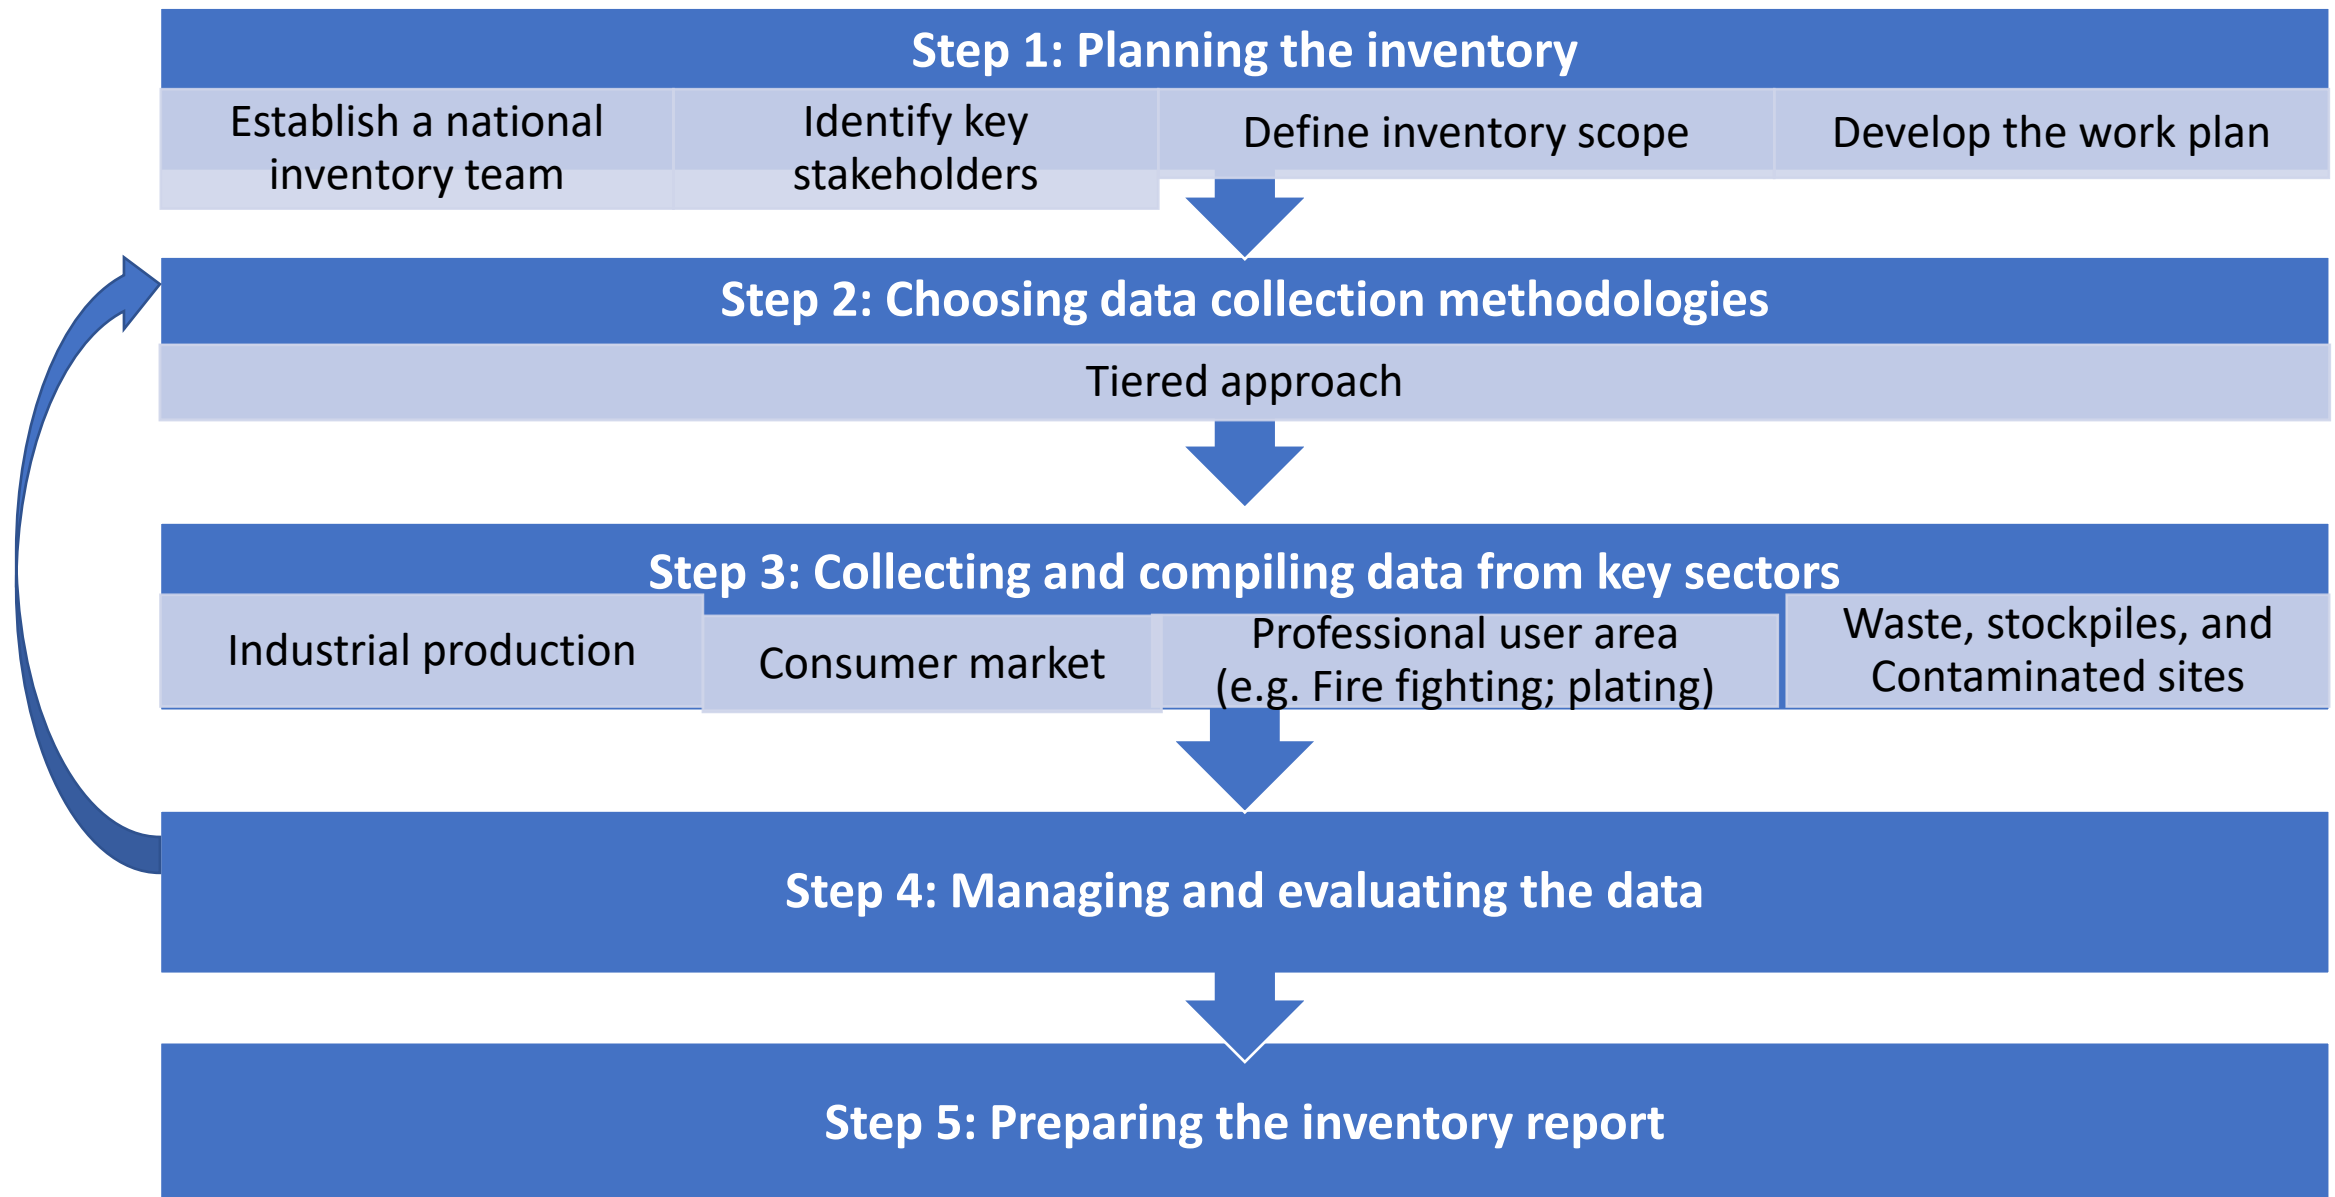 Step 1: Planning the inventory
Establish a national
inventory team
Identify key
stakeholders
Define inventory scope
Develop the work plan
Step 2: Choosing data collection methodologies
Tiered approach
Step 3: Collecting and compiling data from key sectors
Industrial production
Consumer market
Professional user area
(e.g. Fire fighting; plating)
Waste, stockpiles, and
Contaminated sites
Step 4: Managing and evaluating the data
Step 5: Preparing the inventory report